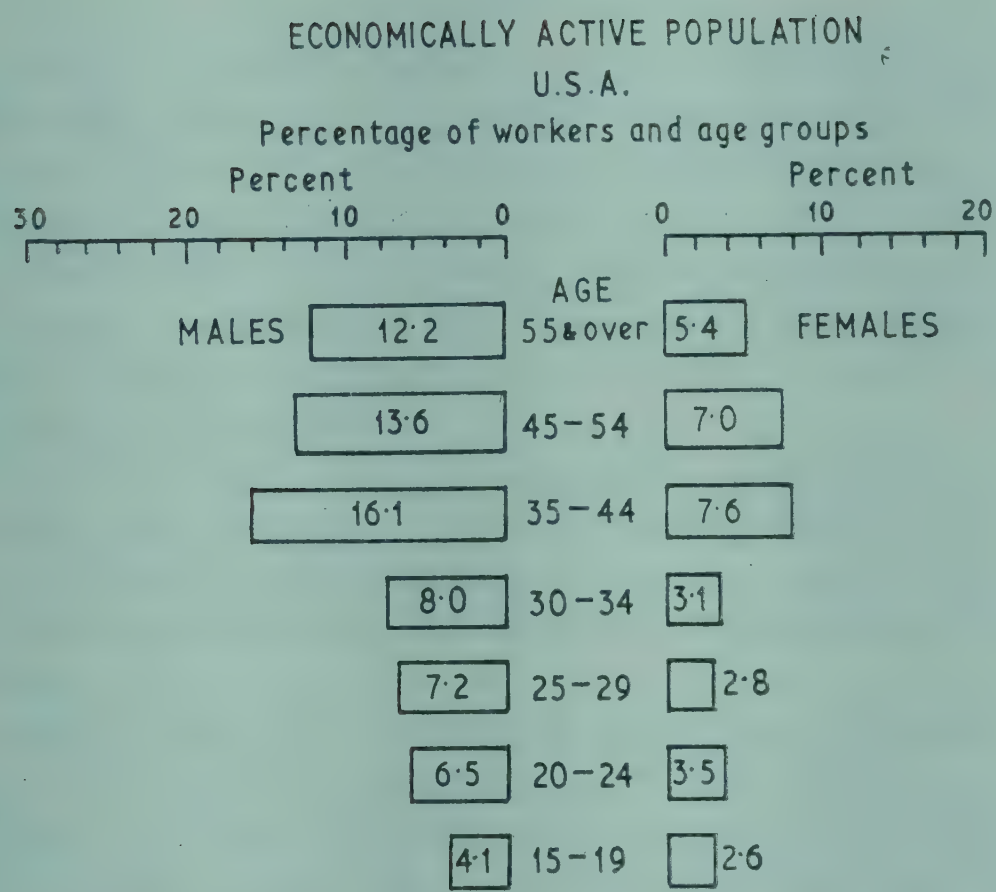 ECONOMICALLY ACTIVE POPULATION
U.S.A.
Percentage of workers and age groups
Percent Percent
30 20 10 0 0 10 20
AGE
MALES 12·2 55&over 5·4 FEMALES
13·6 45-54 7·0
16·1 35-44 7·6
8·0 30-34 3·1
7·2 25-29 2·8
6·5 20-24 3·5
4·1 15-19 2·6